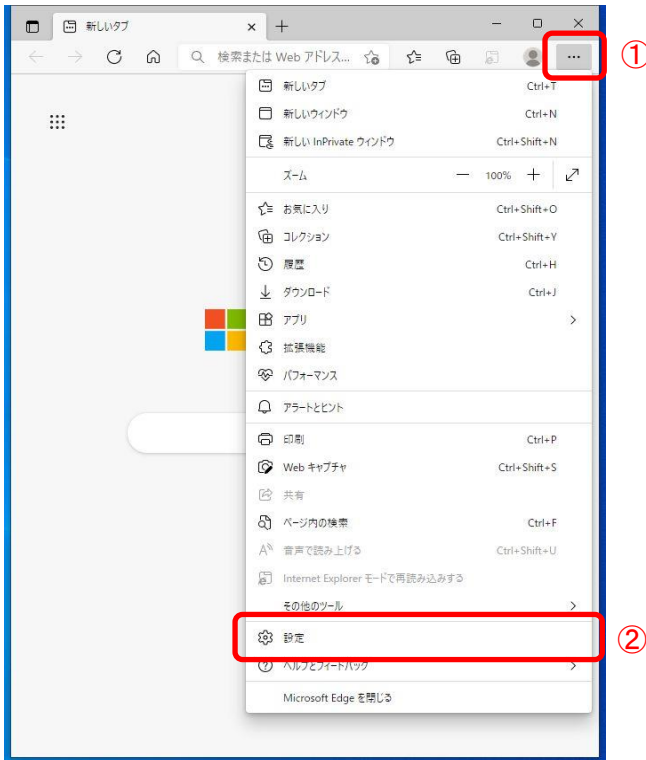 新しいタブ
検索または Web アドレス...
①
新しいタブ Ctrl+T
新しいウィンドウ Ctrl+N
新しい InPrivate ウィンドウ Ctrl+Shift+N
ズーム 100%
お気に入り Ctrl+Shift+O
コレクション Ctrl+Shift+Y
履歴 Ctrl+H
ダウンロード Ctrl+J
アプリ
拡張機能
パフォーマンス
アラートとヒント
印刷 Ctrl+P
Web キャプチャ Ctrl+Shift+S
共有
ページ内の検索 Ctrl+F
音声で読み上げる Ctrl+Shift+U
Internet Explorer モードで再読み込みする
その他のツール
設定
②
ヘルプとフィードバック
Microsoft Edge を閉じる